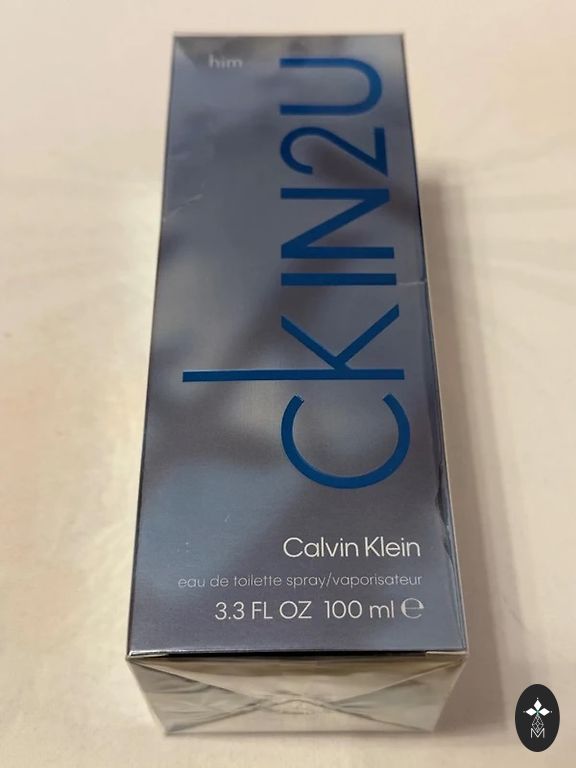 him
ckIN2U
Calvin Klein
eau de toilette spray/vaporisateur
3.3 FL OZ 100 ml ℮
M